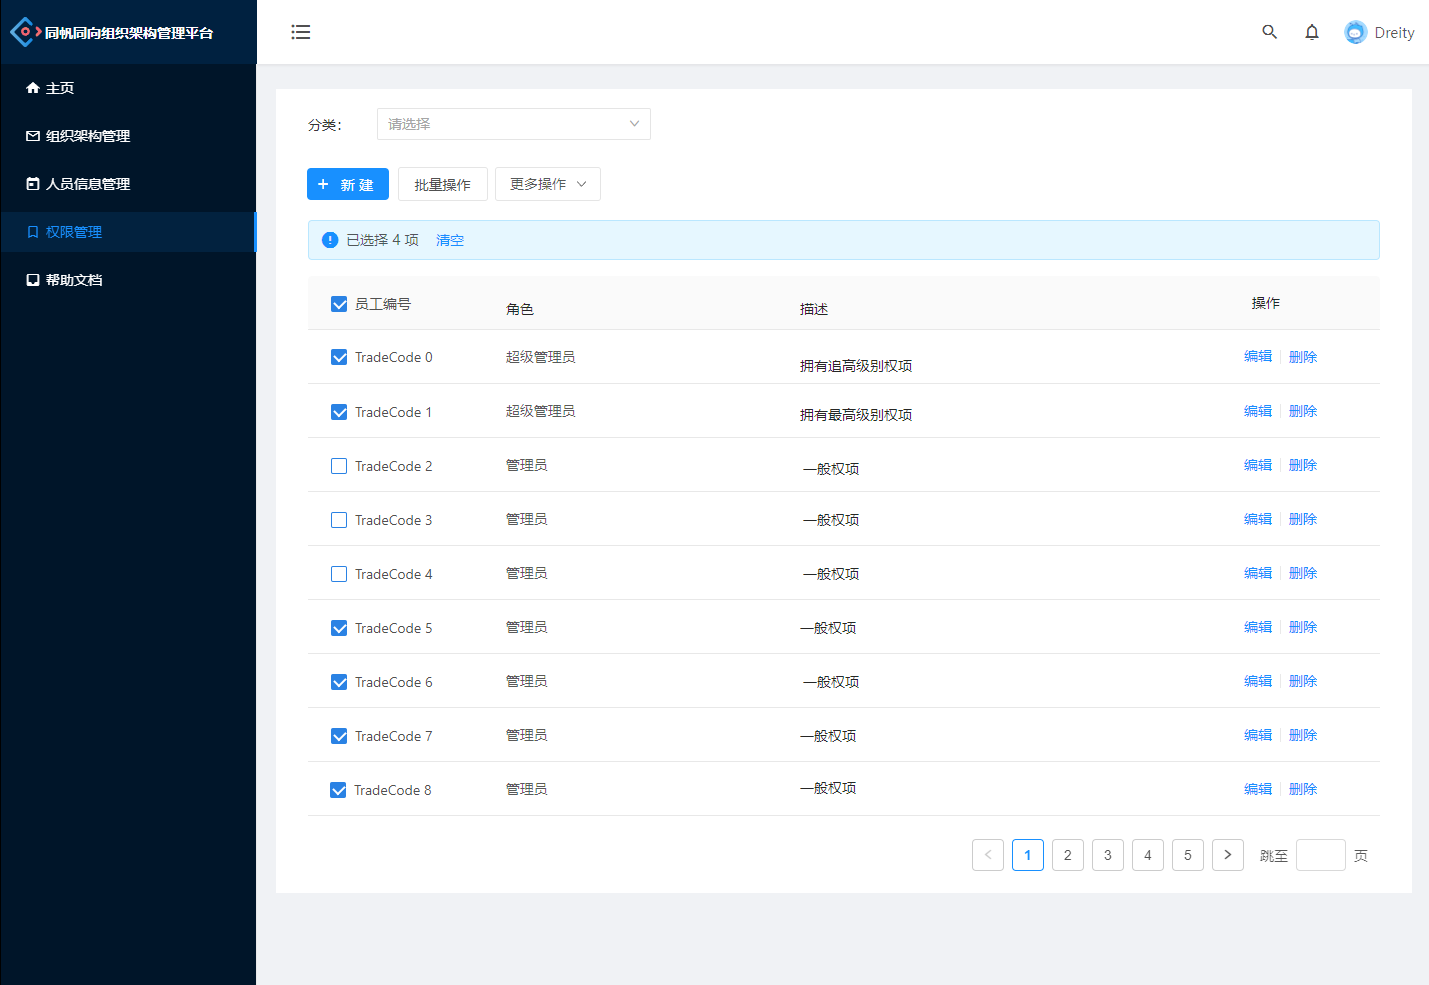 同帆同向组织架构管理平台
Dreity
主页
组织架构管理
人员信息管理
权限管理
帮助文档
分类：
请选择
新建
批量操作
更多操作
已选择 4 项 清空
员工编号 角色 描述 操作
TradeCode 0 超级管理员 拥有追高级别权项 编辑 删除
TradeCode 1 超级管理员 拥有最高级别权项 编辑 删除
TradeCode 2 管理员 一般权项 编辑 删除
TradeCode 3 管理员 一般权项 编辑 删除
TradeCode 4 管理员 一般权项 编辑 删除
TradeCode 5 管理员 一般权项 编辑 删除
TradeCode 6 管理员 一般权项 编辑 删除
TradeCode 7 管理员 一般权项 编辑 删除
TradeCode 8 管理员 一般权项 编辑 删除
1 2 3 4 5 跳至 页